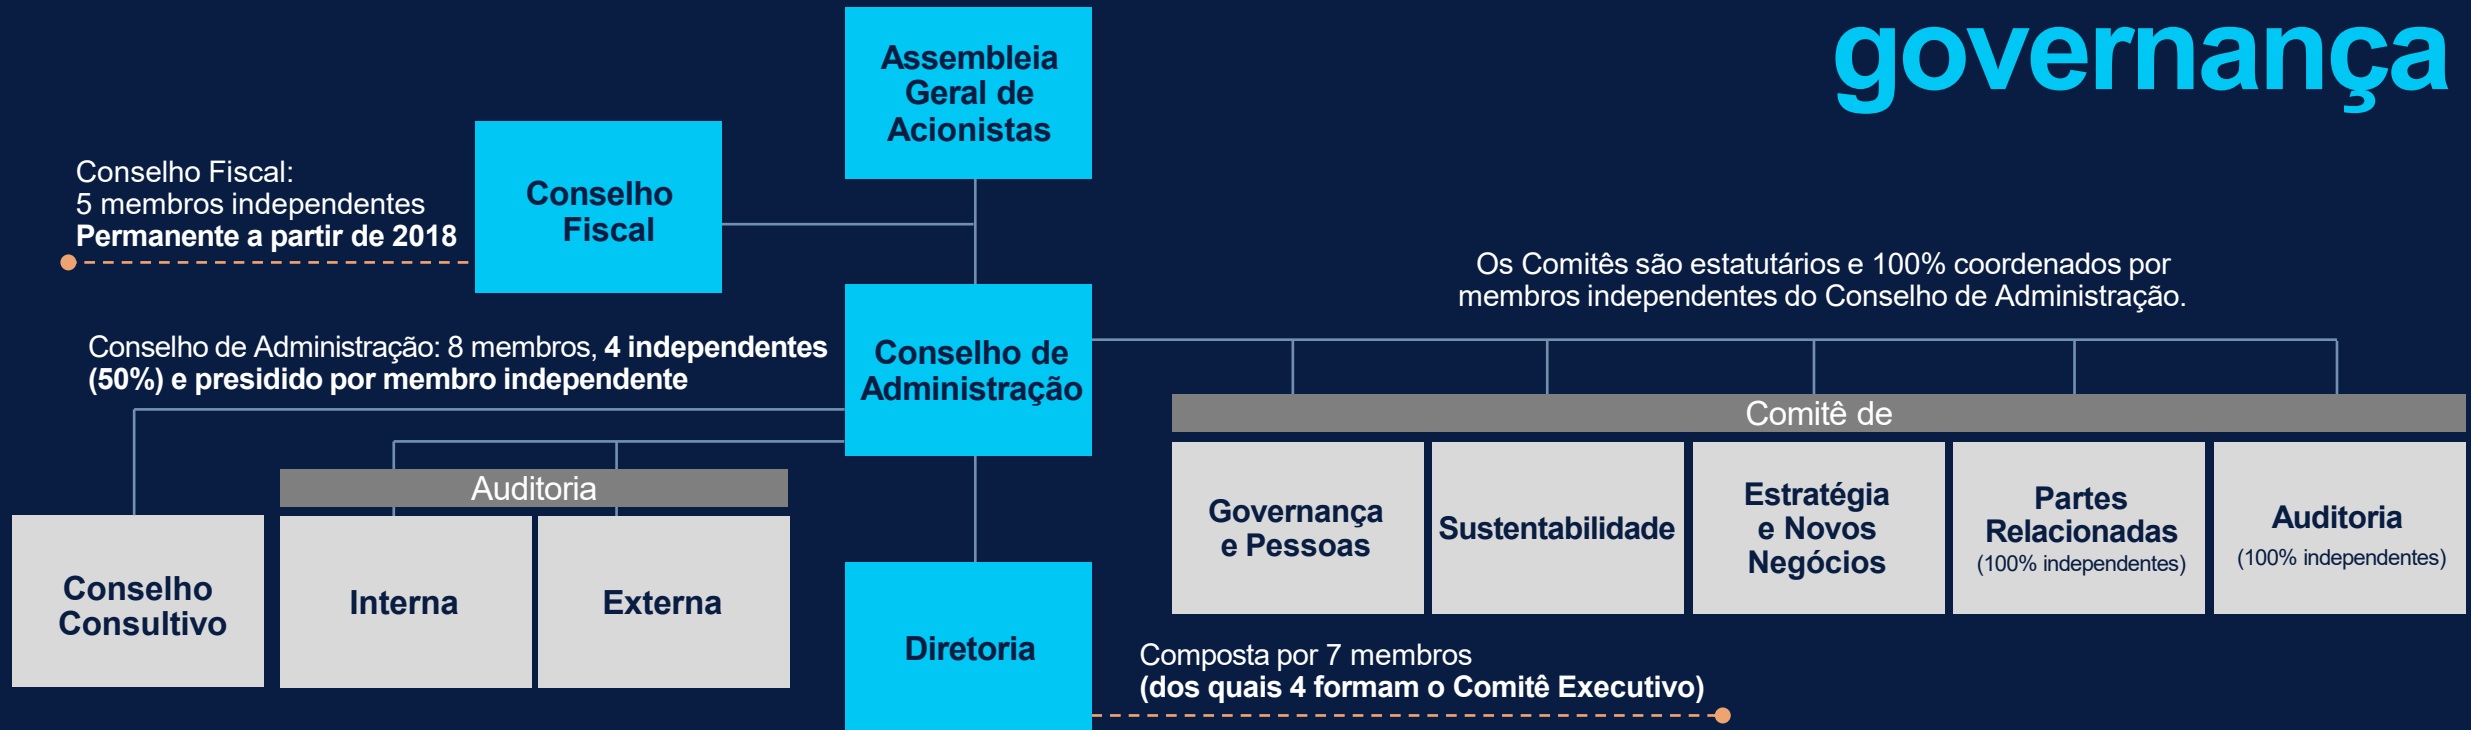 governança
Assembleia
Geral de
Acionistas
Conselho
Fiscal
Conselho Fiscal:
5 membros independentes
Permanente a partir de 2018
Os Comitês são estatutários e 100% coordenados por
membros independentes do Conselho de Administração.
Conselho de Administração: 8 membros, 4 independentes
(50%) e presidido por membro independente
Conselho de
Administração
Comitê de
Governança
e Pessoas
Sustentabilidade
Estratégia
e Novos
Negócios
Partes
Relacionadas
(100% independentes)
Auditoria
(100% independentes)
Auditoria
Conselho
Consultivo
Interna
Externa
Diretoria
Composta por 7 membros
(dos quais 4 formam o Comitê Executivo)